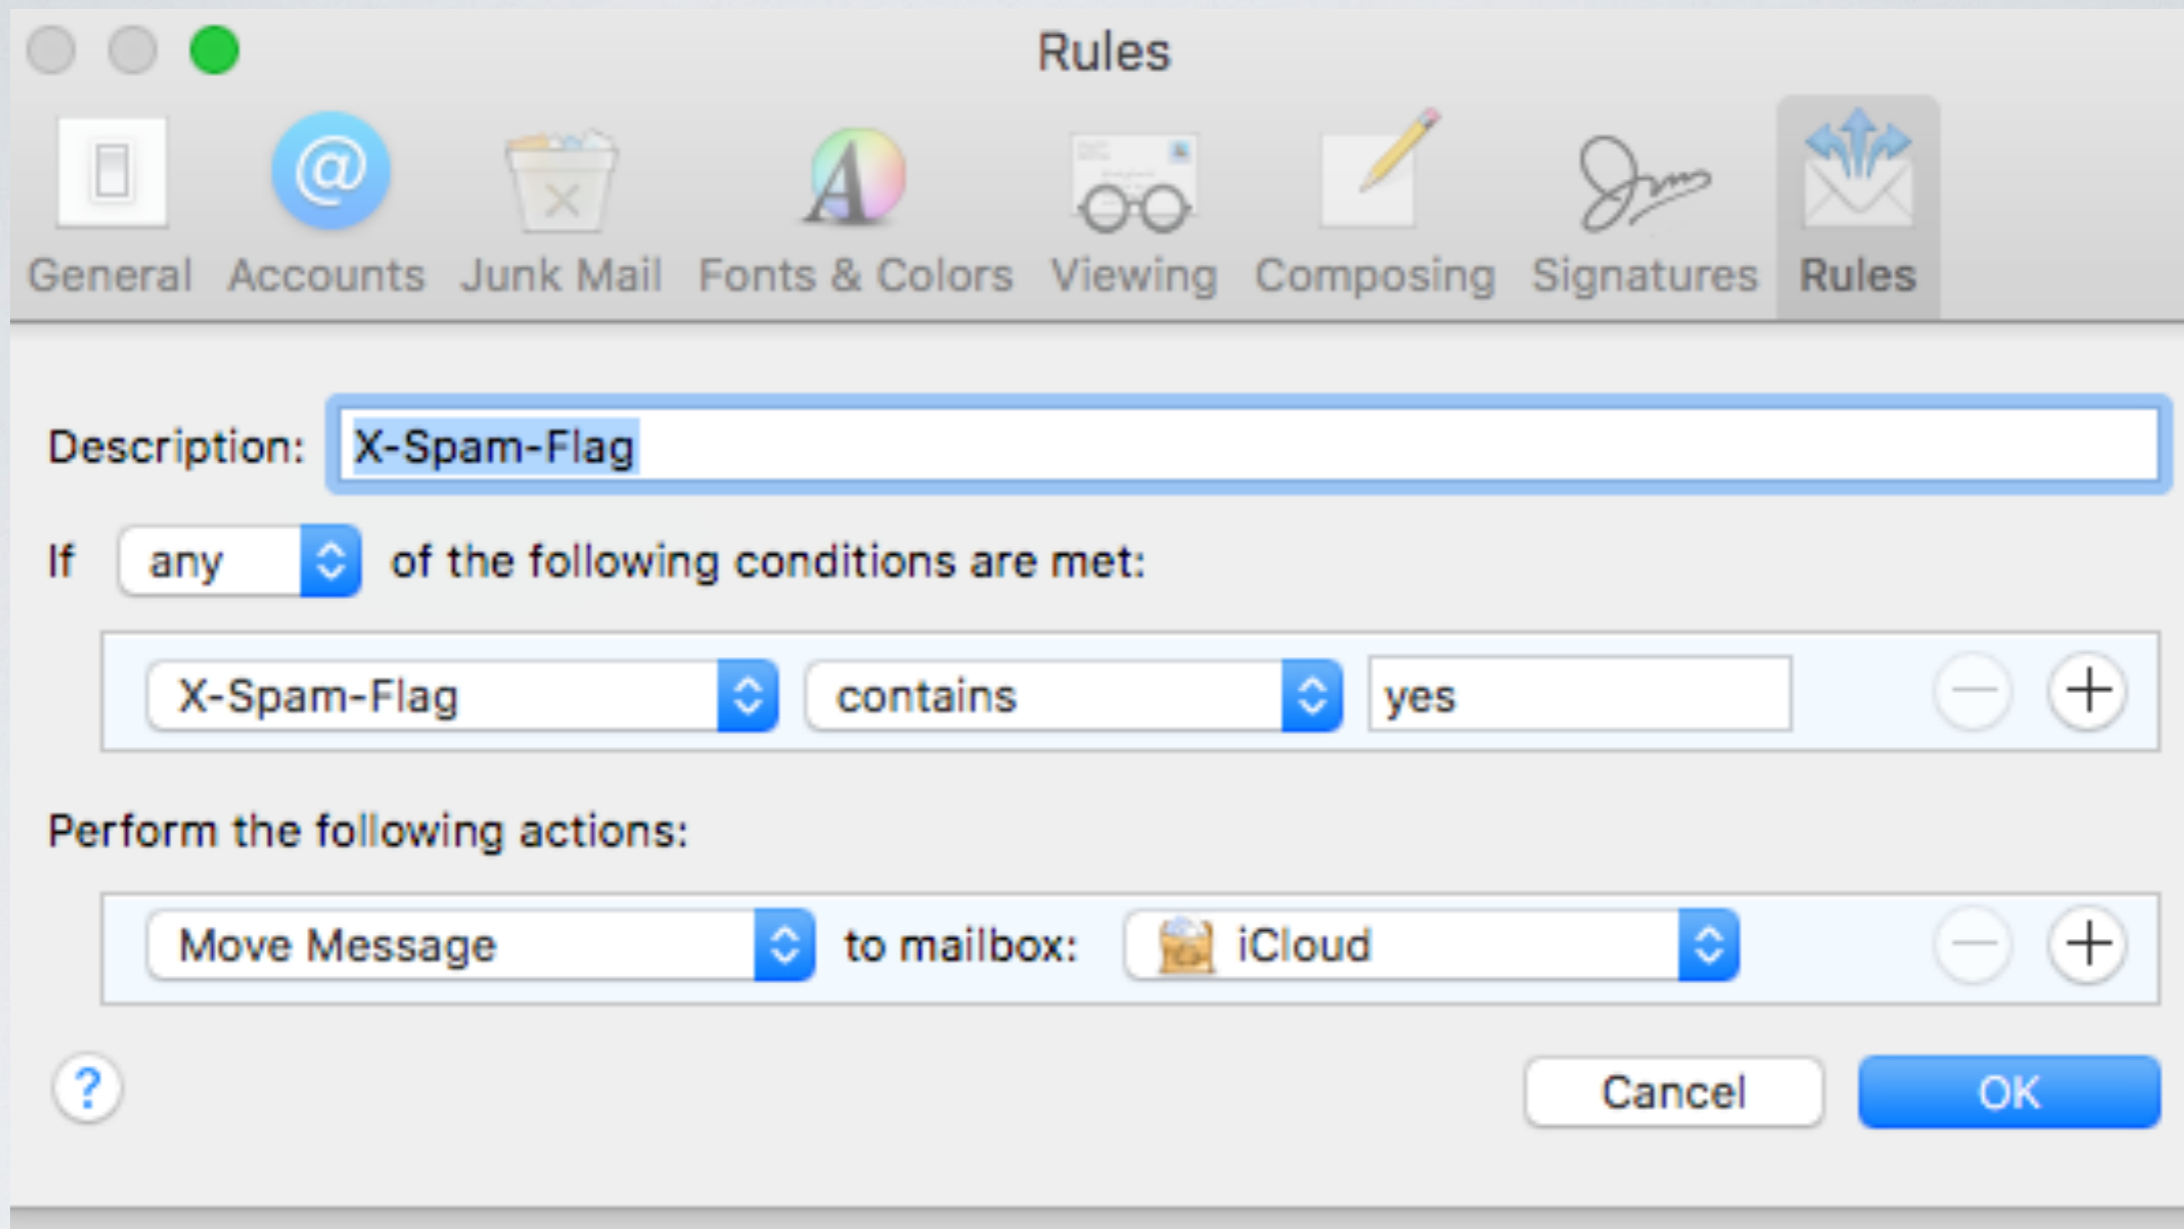 Rules
General Accounts Junk Mail Fonts & Colors Viewing Composing Signatures Rules
Description: X-Spam-Flag
If any of the following conditions are met:
X-Spam-Flag contains yes
Perform the following actions:
Move Message to mailbox: iCloud
? Cancel OK